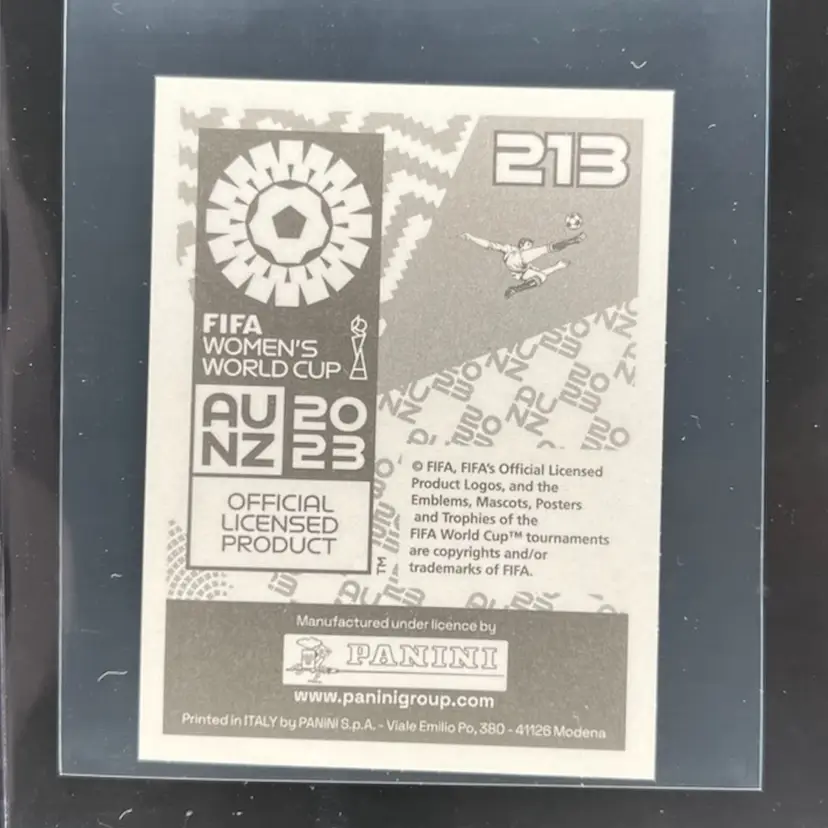 213
FIFA
WOMEN'S
WORLD CUP
AU 20
NZ 23
OFFICIAL
LICENSED
PRODUCT
TM
© FIFA, FIFA's Official Licensed
Product Logos, and the
Emblems, Mascots, Posters
and Trophies of the
FIFA World Cup™ tournaments
are copyrights and/or
trademarks of FIFA.
Manufactured under licence by
PANINI
www.paninigroup.com
Printed in ITALY by PANINI S.p.A. - Viale Emilio Po, 380 - 41126 Modena